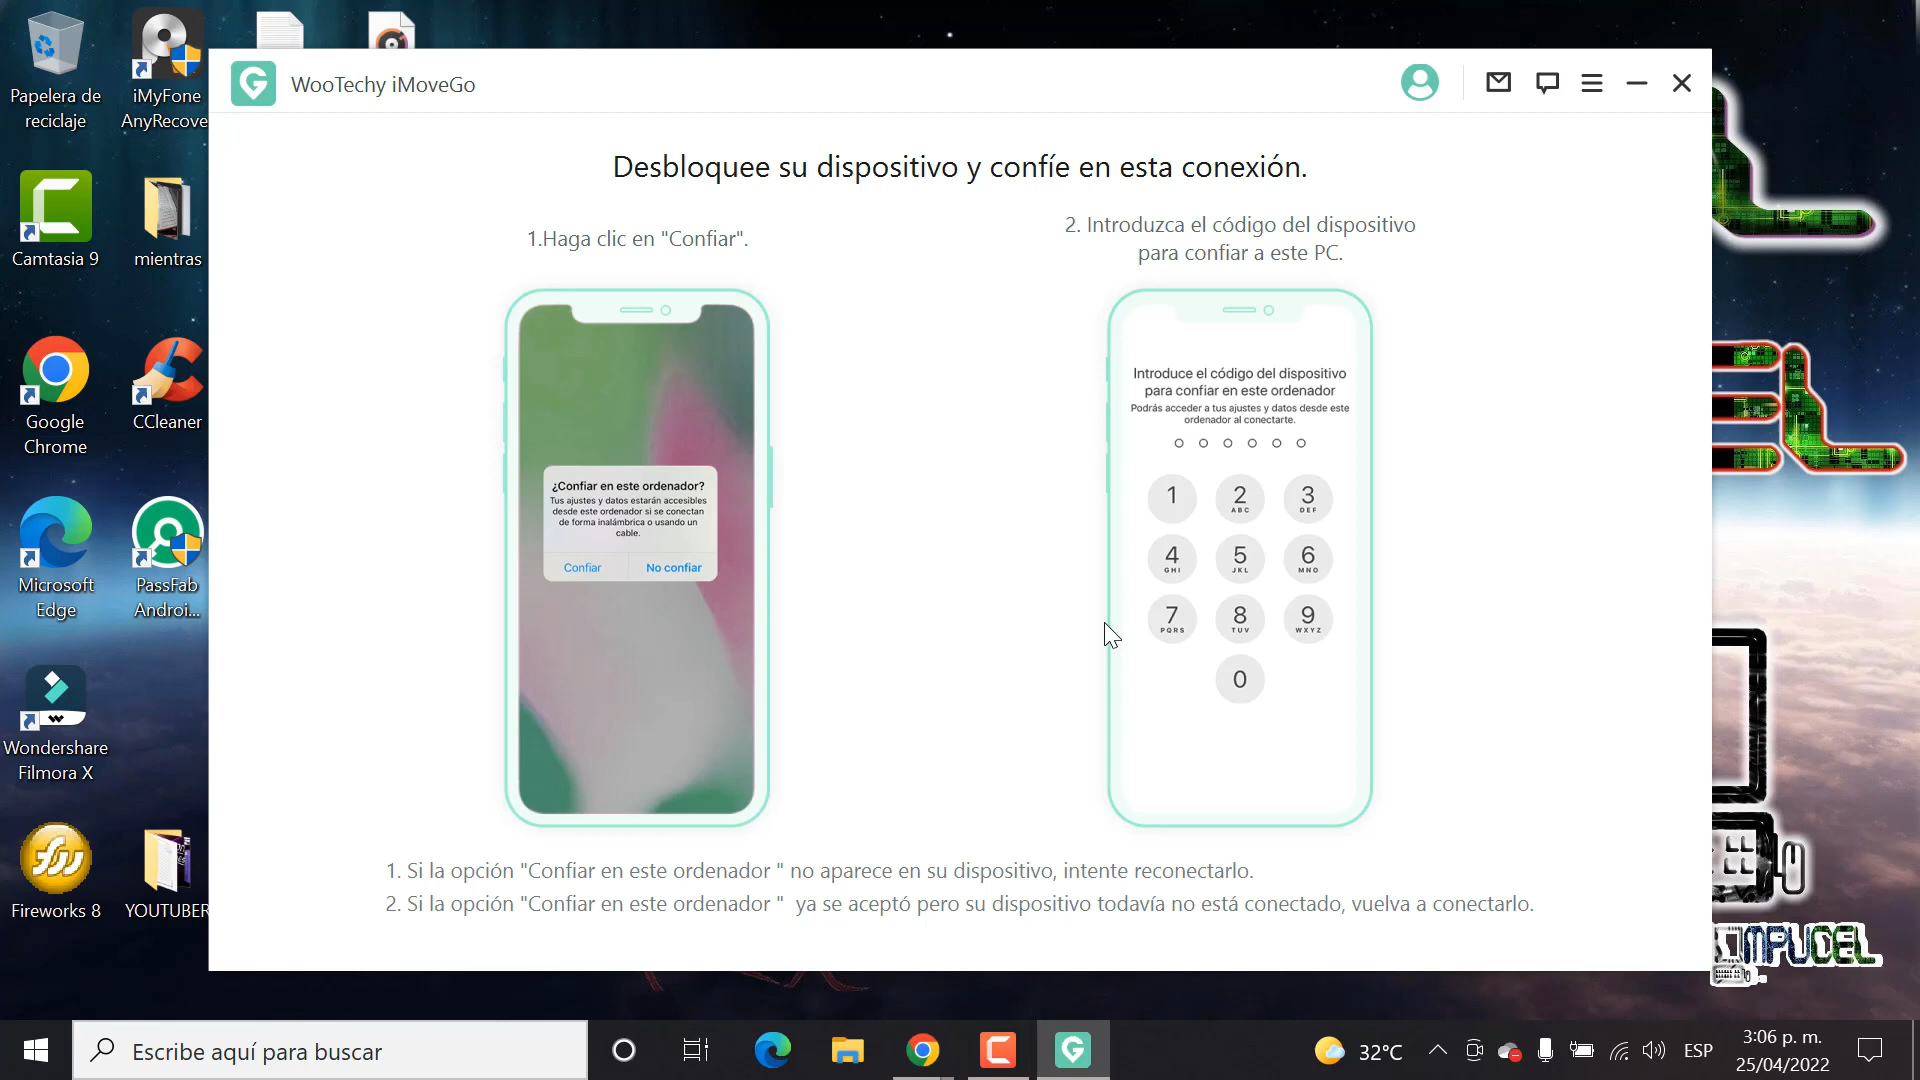 Papelera de
reciclaje
iMyFone
AnyRecove
Camtasia 9
mientras
Google
Chrome
CCleaner
Microsoft
Edge
PassFab
Androi...
Wondershare
Filmora X
Fireworks 8
YOUTUBER
WooTechy iMoveGo
Desbloquee su dispositivo y confíe en esta conexión.
1.Haga clic en "Confiar".
¿Confiar en este ordenador?
Tus ajustes y datos estarán accesibles
desde este ordenador si se conectan
de forma inalámbrica o usando un
cable.
Confiar No confiar
2. Introduzca el código del dispositivo
para confiar a este PC.
Introduce el código del dispositivo
para confiar en este ordenador
Podrás acceder a tus ajustes y datos desde este
ordenador al conectarte.
1 2 3
ABC DEF
4 5 6
GHI JKL MNO
7 8 9
PQRS TUV WXYZ
0
1. Si la opción "Confiar en este ordenador " no aparece en su dispositivo, intente reconectarlo.
2. Si la opción "Confiar en este ordenador "  ya se aceptó pero su dispositivo todavía no está conectado, vuelva a conectarlo.
Escribe aquí para buscar
32°C
ESP
3:06 p. m.
25/04/2022